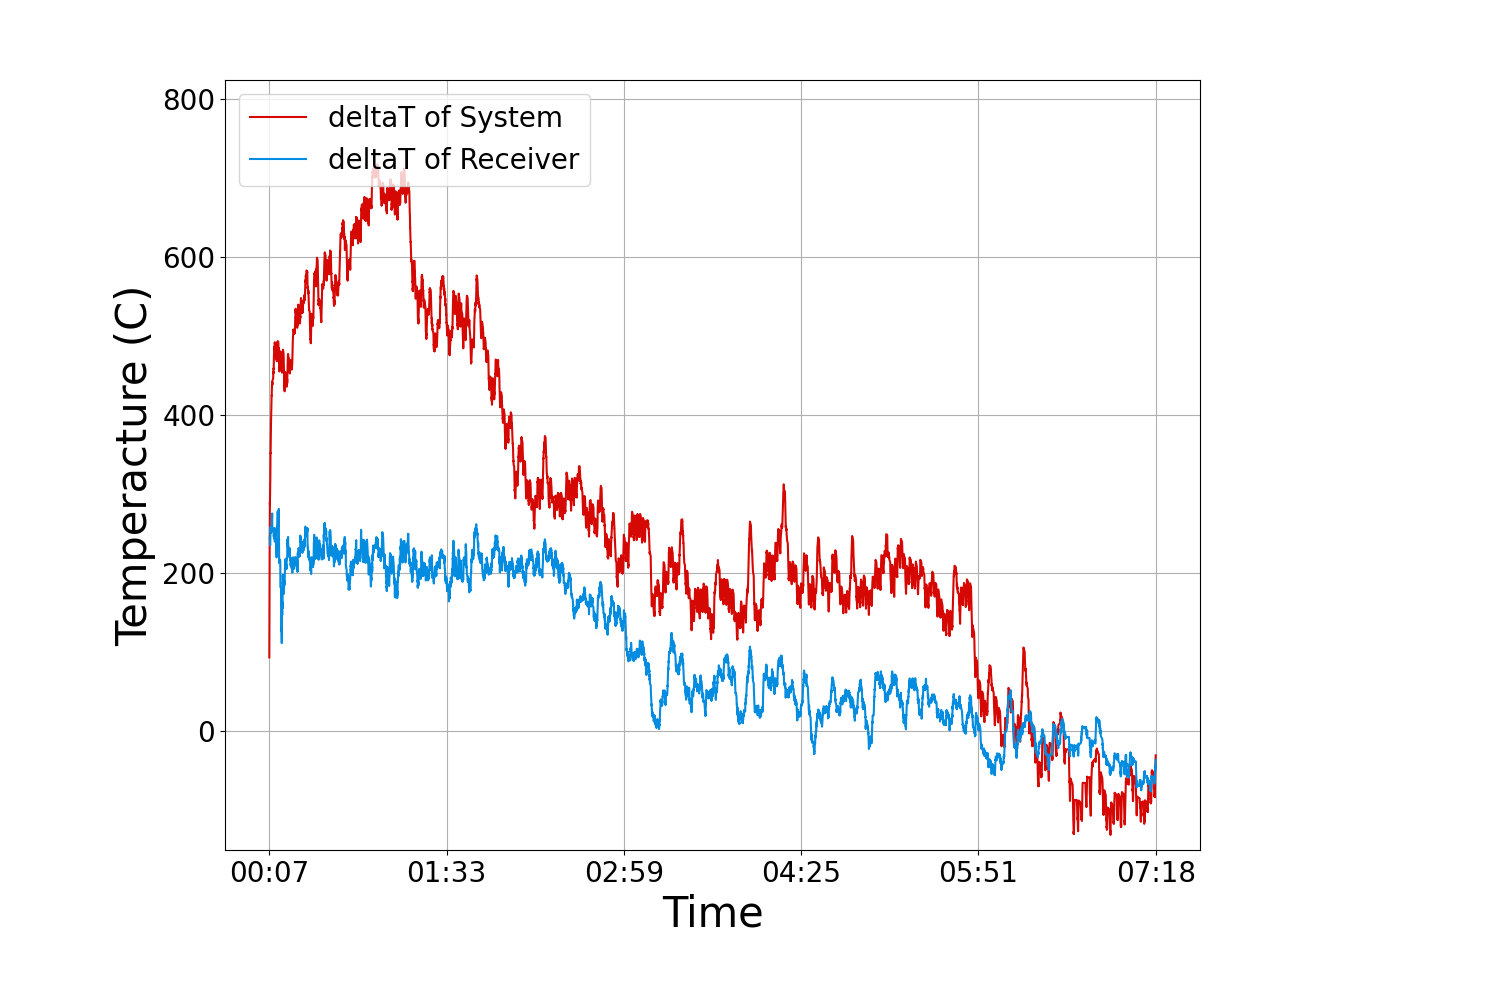 800
600
400
200
0
Temperacture (C)
deltaT of System
deltaT of Receiver
00:07 01:33 02:59 04:25 05:51 07:18
Time